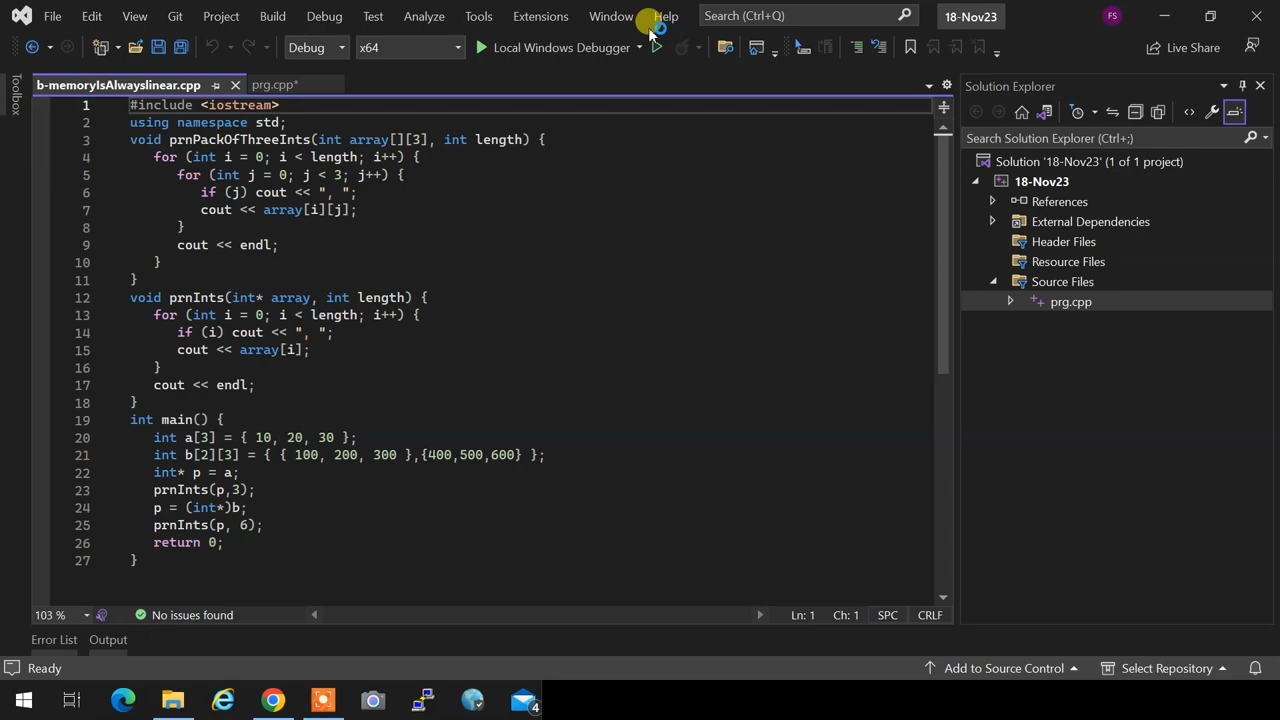 File Edit View Git Project Build Debug Test Analyze Tools Extensions Window Help Search (Ctrl+Q) 18-Nov23 FS
Debug x64 Local Windows Debugger Live Share
Toolbox
b-memoryIsAlwayslinear.cpp prg.cpp*
1 #include <iostream>
2 using namespace std;
3 void prnPackOfThreeInts(int array[][3], int length) {
4 for (int i = 0; i < length; i++) {
5 for (int j = 0; j < 3; j++) {
6 if (j) cout << ", ";
7 cout << array[i][j];
8 }
9 cout << endl;
10 }
11 }
12 void prnInts(int* array, int length) {
13 for (int i = 0; i < length; i++) {
14 if (i) cout << ", ";
15 cout << array[i];
16 }
17 cout << endl;
18 }
19 int main() {
20 int a[3] = { 10, 20, 30 };
21 int b[2][3] = { { 100, 200, 300 },{400,500,600} };
22 int* p = a;
23 prnInts(p,3);
24 p = (int*)b;
25 prnInts(p, 6);
26 return 0;
27 }
103 % No issues found Ln: 1 Ch: 1 SPC CRLF
Solution Explorer
Search Solution Explorer (Ctrl+;)
Solution '18-Nov23' (1 of 1 project)
18-Nov23
References
External Dependencies
Header Files
Resource Files
Source Files
prg.cpp
Error List Output
Ready Add to Source Control Select Repository
4